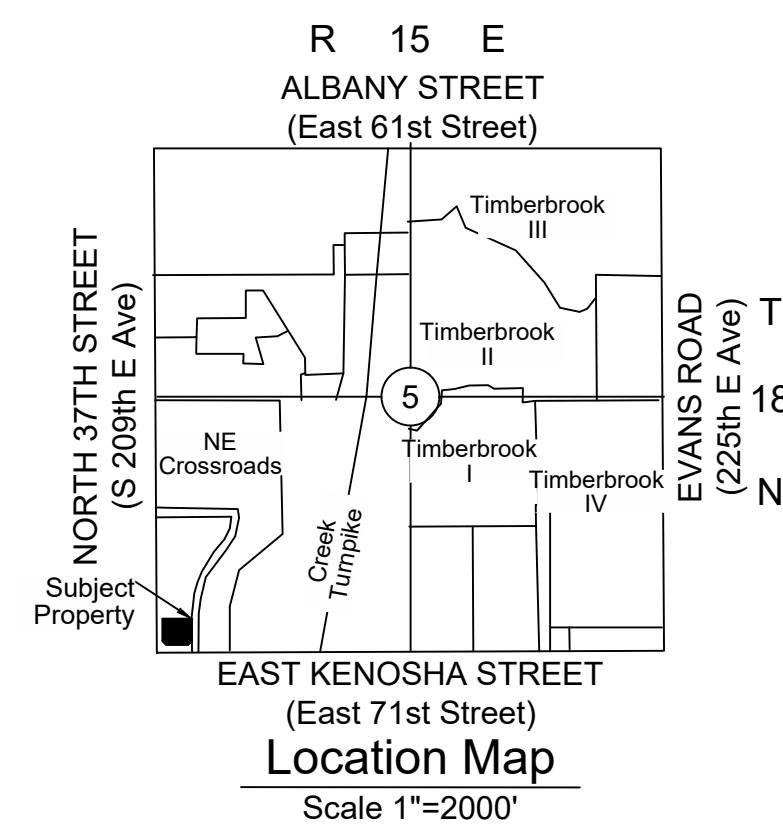 R 15 E
ALBANY STREET
(East 61st Street)
Timberbrook
III
NORTH 37TH STREET
(S 209th E Ave)
EVANS ROAD
(225th E Ave)
T
18
N
Timberbrook
II
5
NE
Crossroads
Timberbrook
I
Timberbrook
IV
Creek
Turnpike
Subject
Property
EAST KENOSHA STREET
(East 71st Street)
Location Map
Scale 1"=2000'